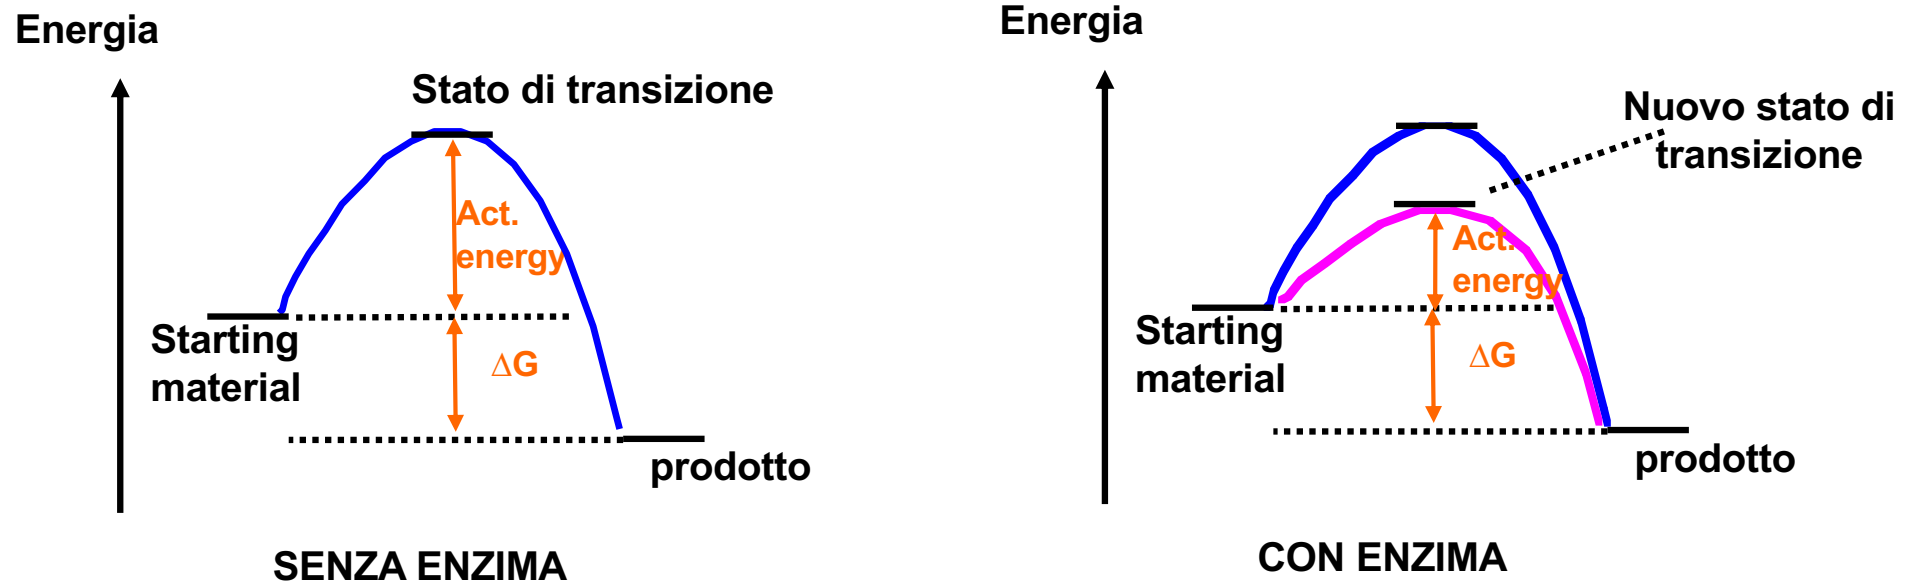 Energia
Stato di transizione
Act.
energy
Starting
material
ΔG
prodotto
SENZA ENZIMA
Energia
Nuovo stato di
transizione
Act.
energy
Starting
material
ΔG
prodotto
CON ENZIMA